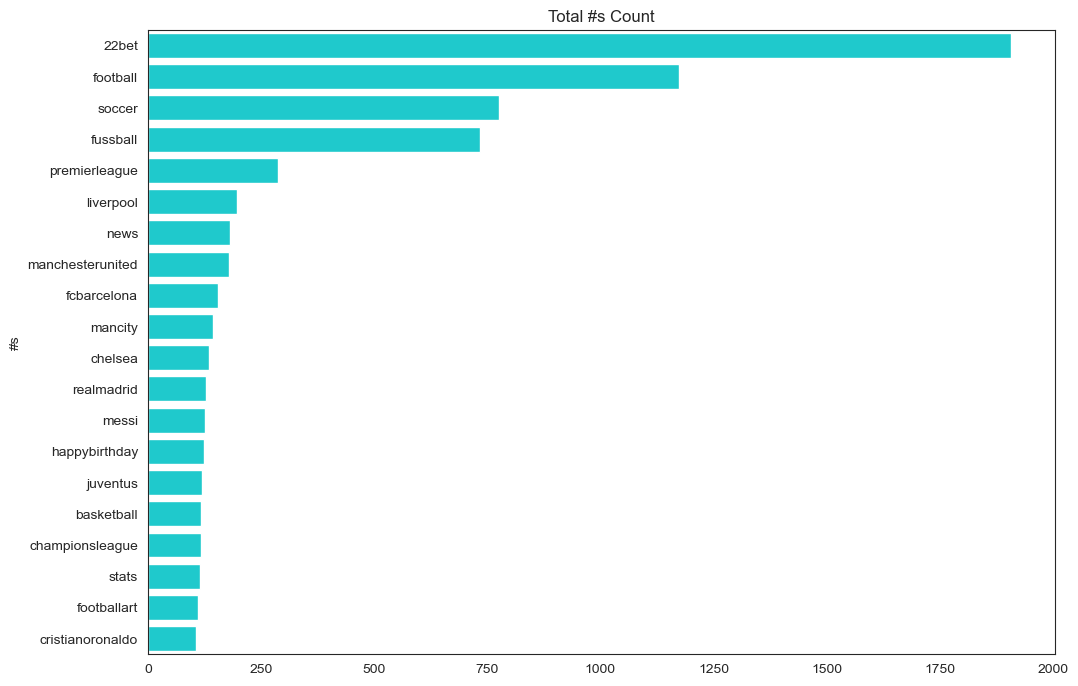 Total #s Count
22bet
football
soccer
fussball
premierleague
liverpool
news
manchesterunited
fcbarcelona
mancity
#s
chelsea
realmadrid
messi
happybirthday
juventus
basketball
championsleague
stats
footballart
cristianoronaldo
0 250 500 750 1000 1250 1500 1750 2000